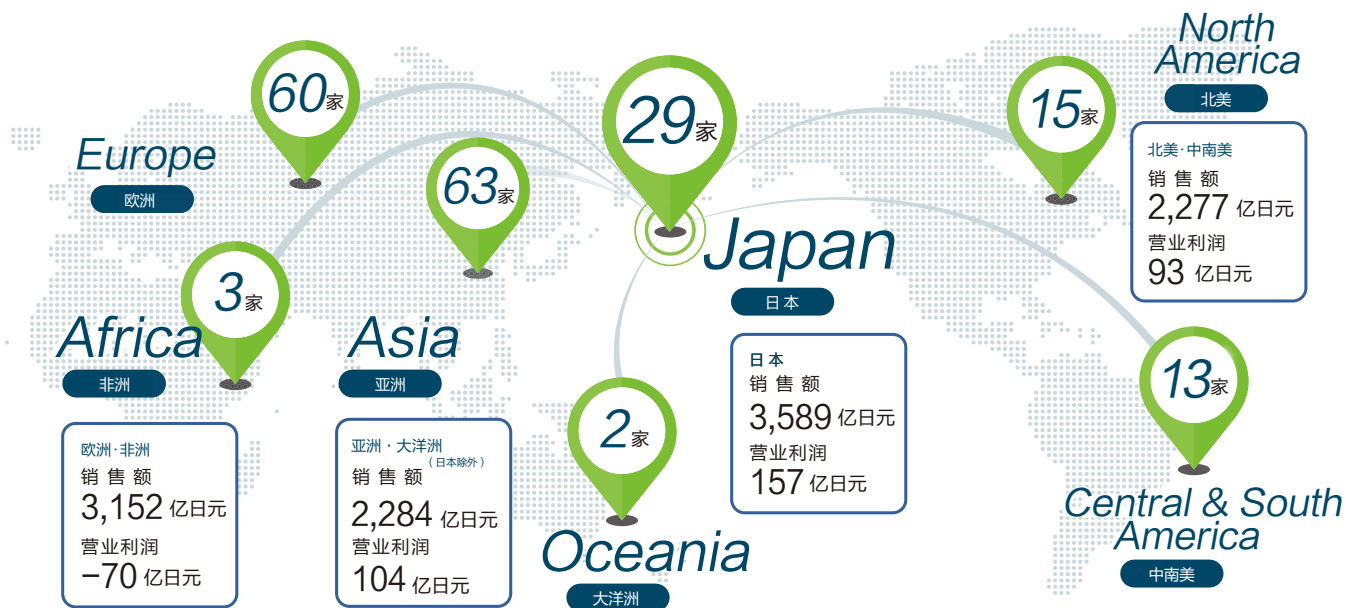 60家
Europe
欧洲
3家
Africa
非洲
欧洲·非洲
销售额
3,152 亿日元
营业利润
−70 亿日元
63家
Asia
亚洲
亚洲·大洋洲
(日本除外)
销售额
2,284 亿日元
营业利润
104 亿日元
29家
Japan
日本
日本
销售额
3,589 亿日元
营业利润
157 亿日元
2家
Oceania
大洋洲
15家
North
America
北美
北美·中南美
销售额
2,277 亿日元
营业利润
93 亿日元
13家
Central & South
America
中南美